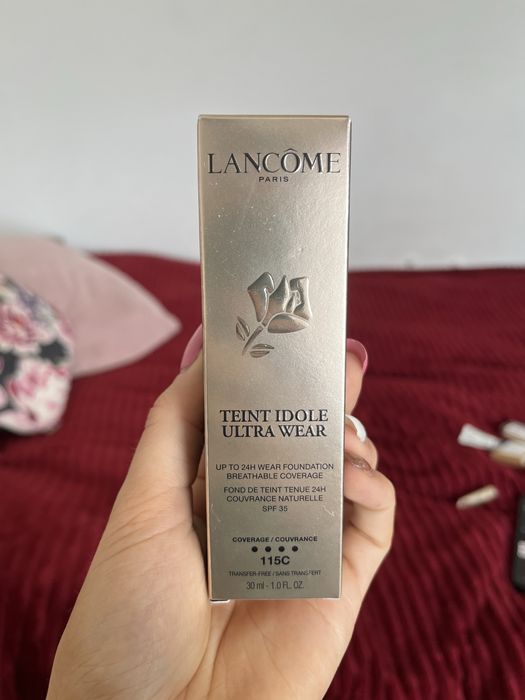 LANCÔME
PARIS
TEINT IDOLE
ULTRA WEAR
UP TO 24H WEAR FOUNDATION
BREATHABLE COVERAGE
FOND DE TEINT TENUE 24H
COUVRANCE NATURELLE
SPF 35
COVERAGE / COUVRANCE
115C
TRANSFER-FREE / SANS TRANSFERT
30 ml - 1.0 FL. OZ.